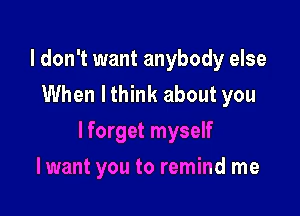 I don't want anybody else
When I think about you
I forget myself
I want you to remind me